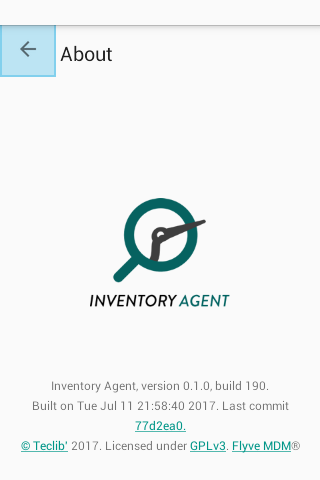 About
INVENTORY AGENT
Inventory Agent, version 0.1.0, build 190.
Built on Tue Jul 11 21:58:40 2017. Last commit
77d2ea0.
© Teclib' 2017. Licensed under GPLv3. Flyve MDM®